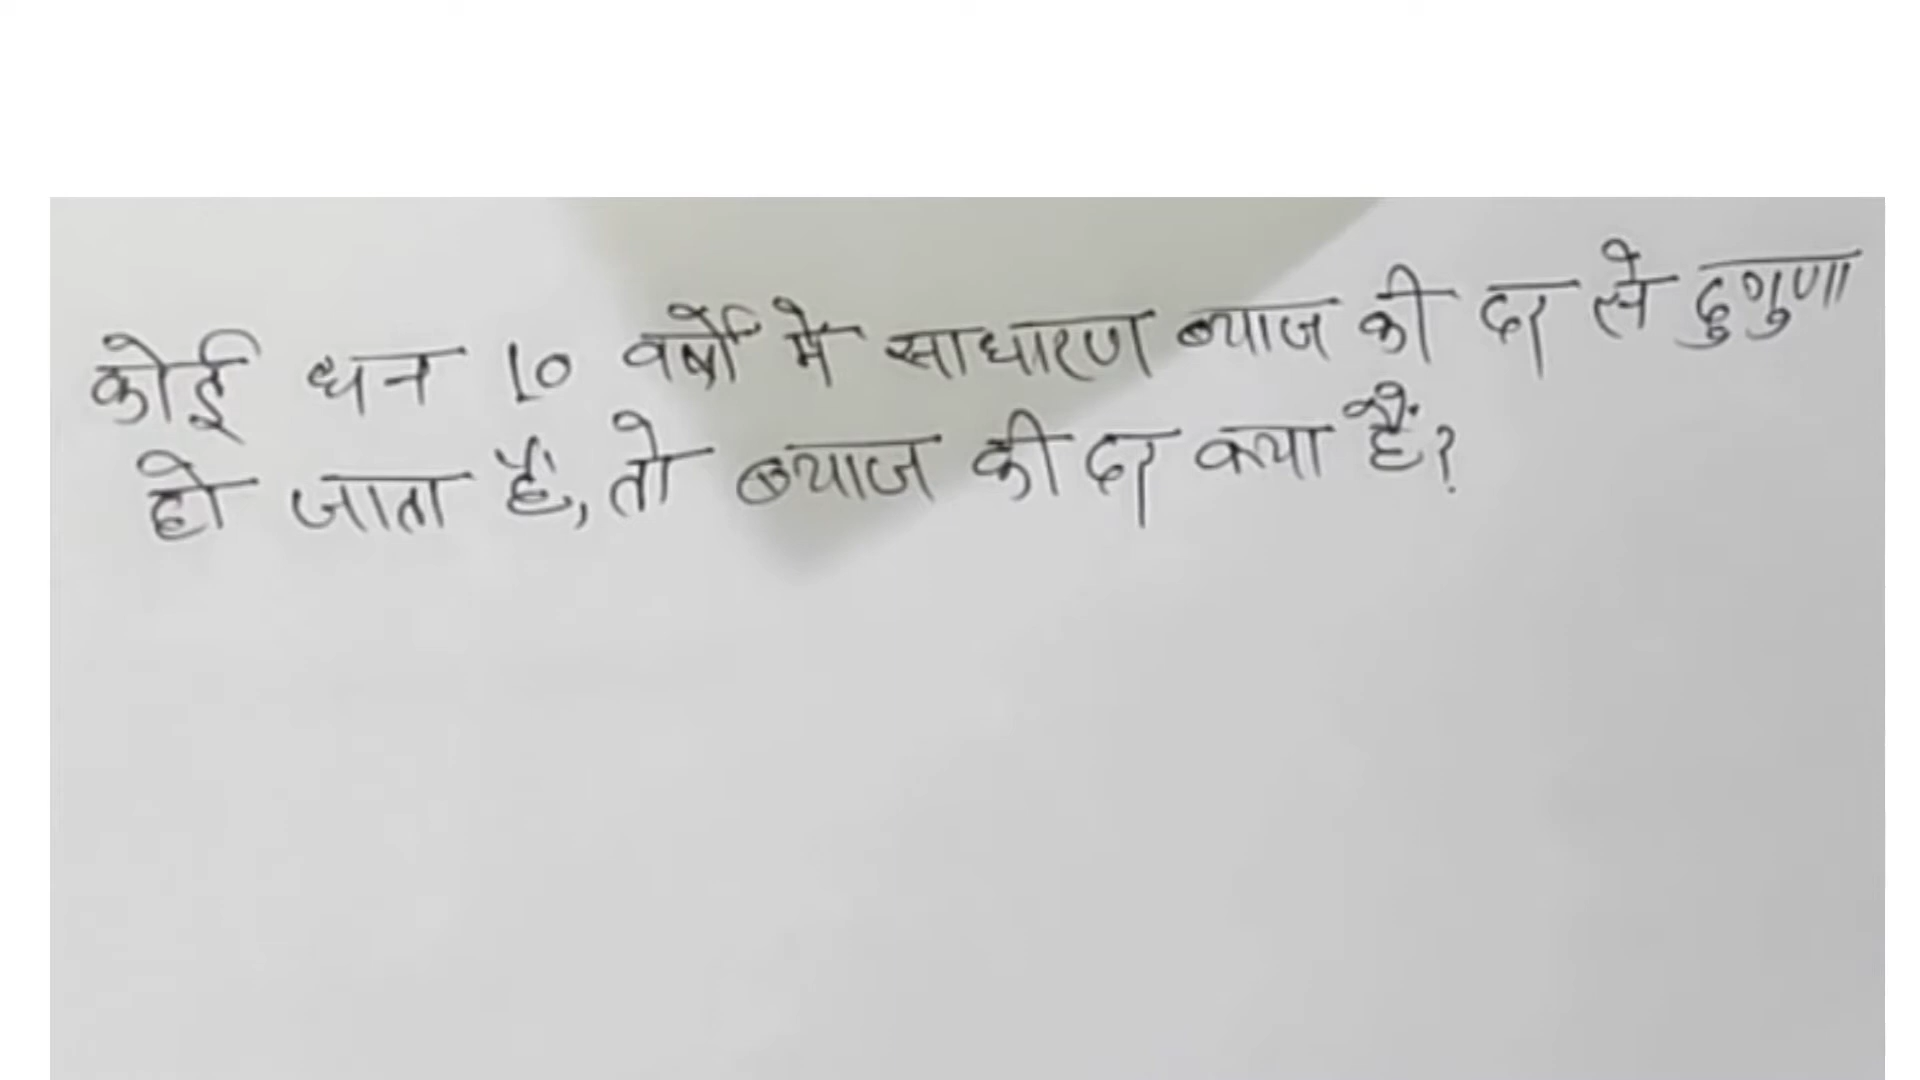 कोई धन 10 वर्षों में साधारण ब्याज की दर से दुगुणा
हो जाता हैं, तो ब्याज की दर क्या हैं?